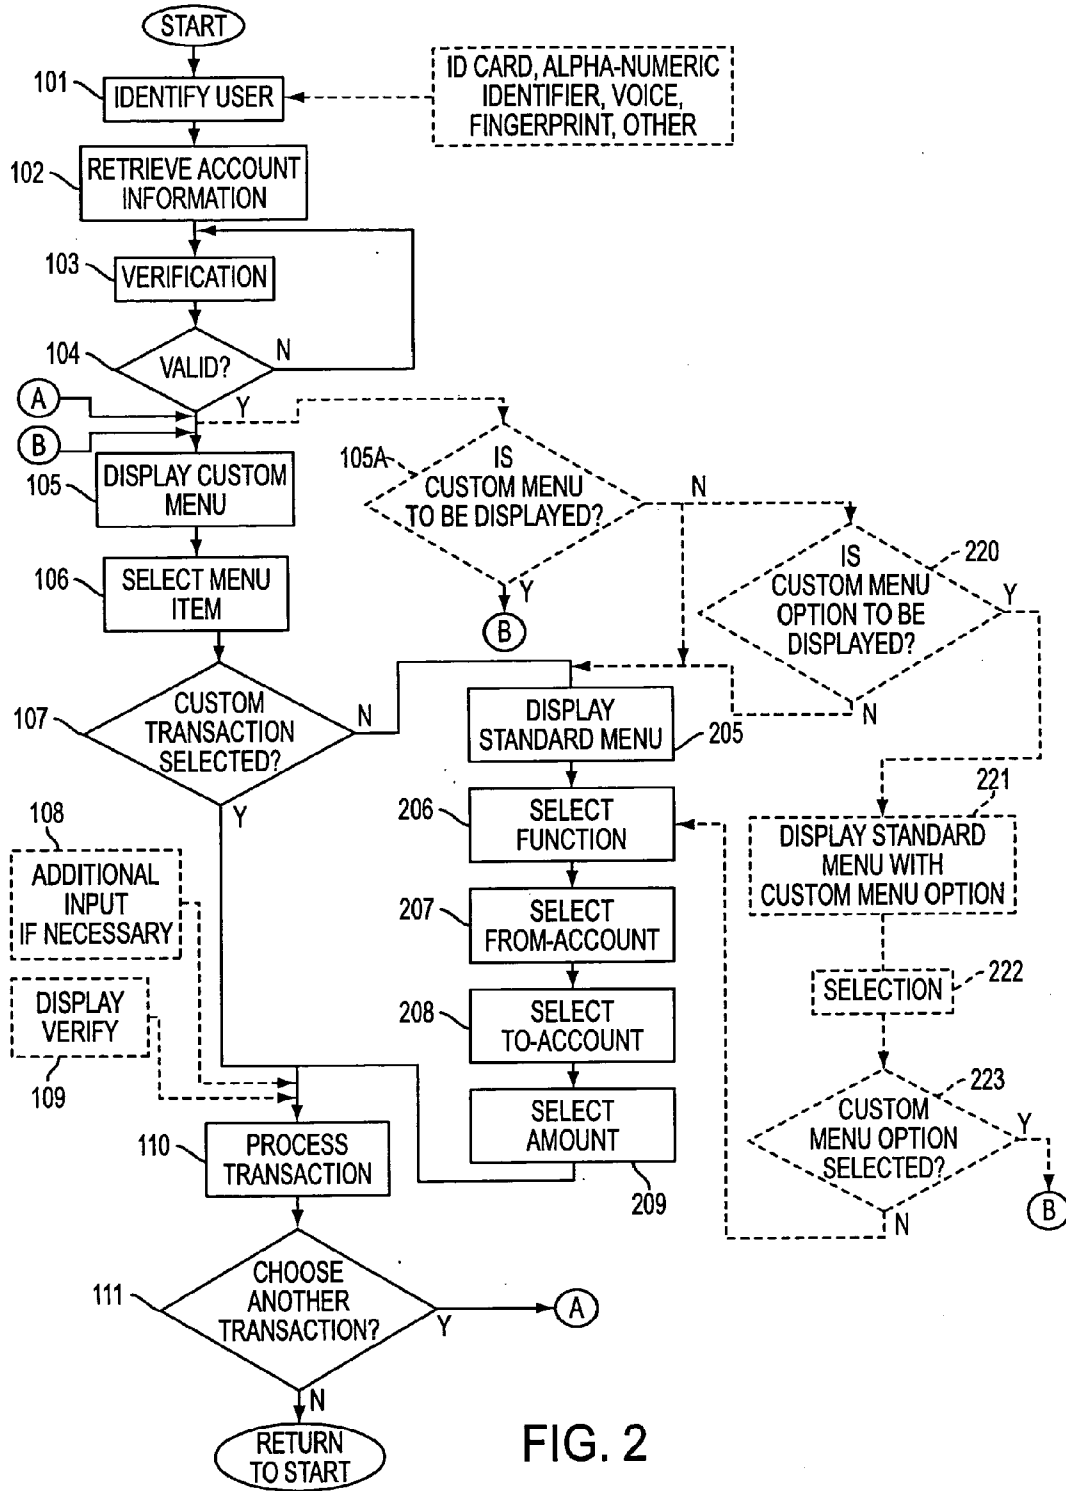 START
101
IDENTIFY USER
ID CARD, ALPHA-NUMERIC
IDENTIFIER, VOICE,
FINGERPRINT, OTHER
102
RETRIEVE ACCOUNT
INFORMATION
103
VERIFICATION
104
VALID?
N
Y
A
B
105
DISPLAY CUSTOM
MENU
105A
IS
CUSTOM MENU
TO BE DISPLAYED?
N
Y
B
106
SELECT MENU
ITEM
220
IS
CUSTOM MENU
OPTION TO BE
DISPLAYED?
Y
N
107
CUSTOM
TRANSACTION
SELECTED?
N
Y
DISPLAY
STANDARD MENU
205
206
SELECT
FUNCTION
221
DISPLAY STANDARD
MENU WITH
CUSTOM MENU OPTION
108
ADDITIONAL
INPUT
IF NECESSARY
207
SELECT
FROM-ACCOUNT
SELECTION
222
DISPLAY
VERIFY
109
208
SELECT
TO-ACCOUNT
223
CUSTOM
MENU OPTION
SELECTED?
Y
N
B
SELECT
AMOUNT
209
110
PROCESS
TRANSACTION
111
CHOOSE
ANOTHER
TRANSACTION?
Y
A
N
RETURN
TO START
FIG. 2